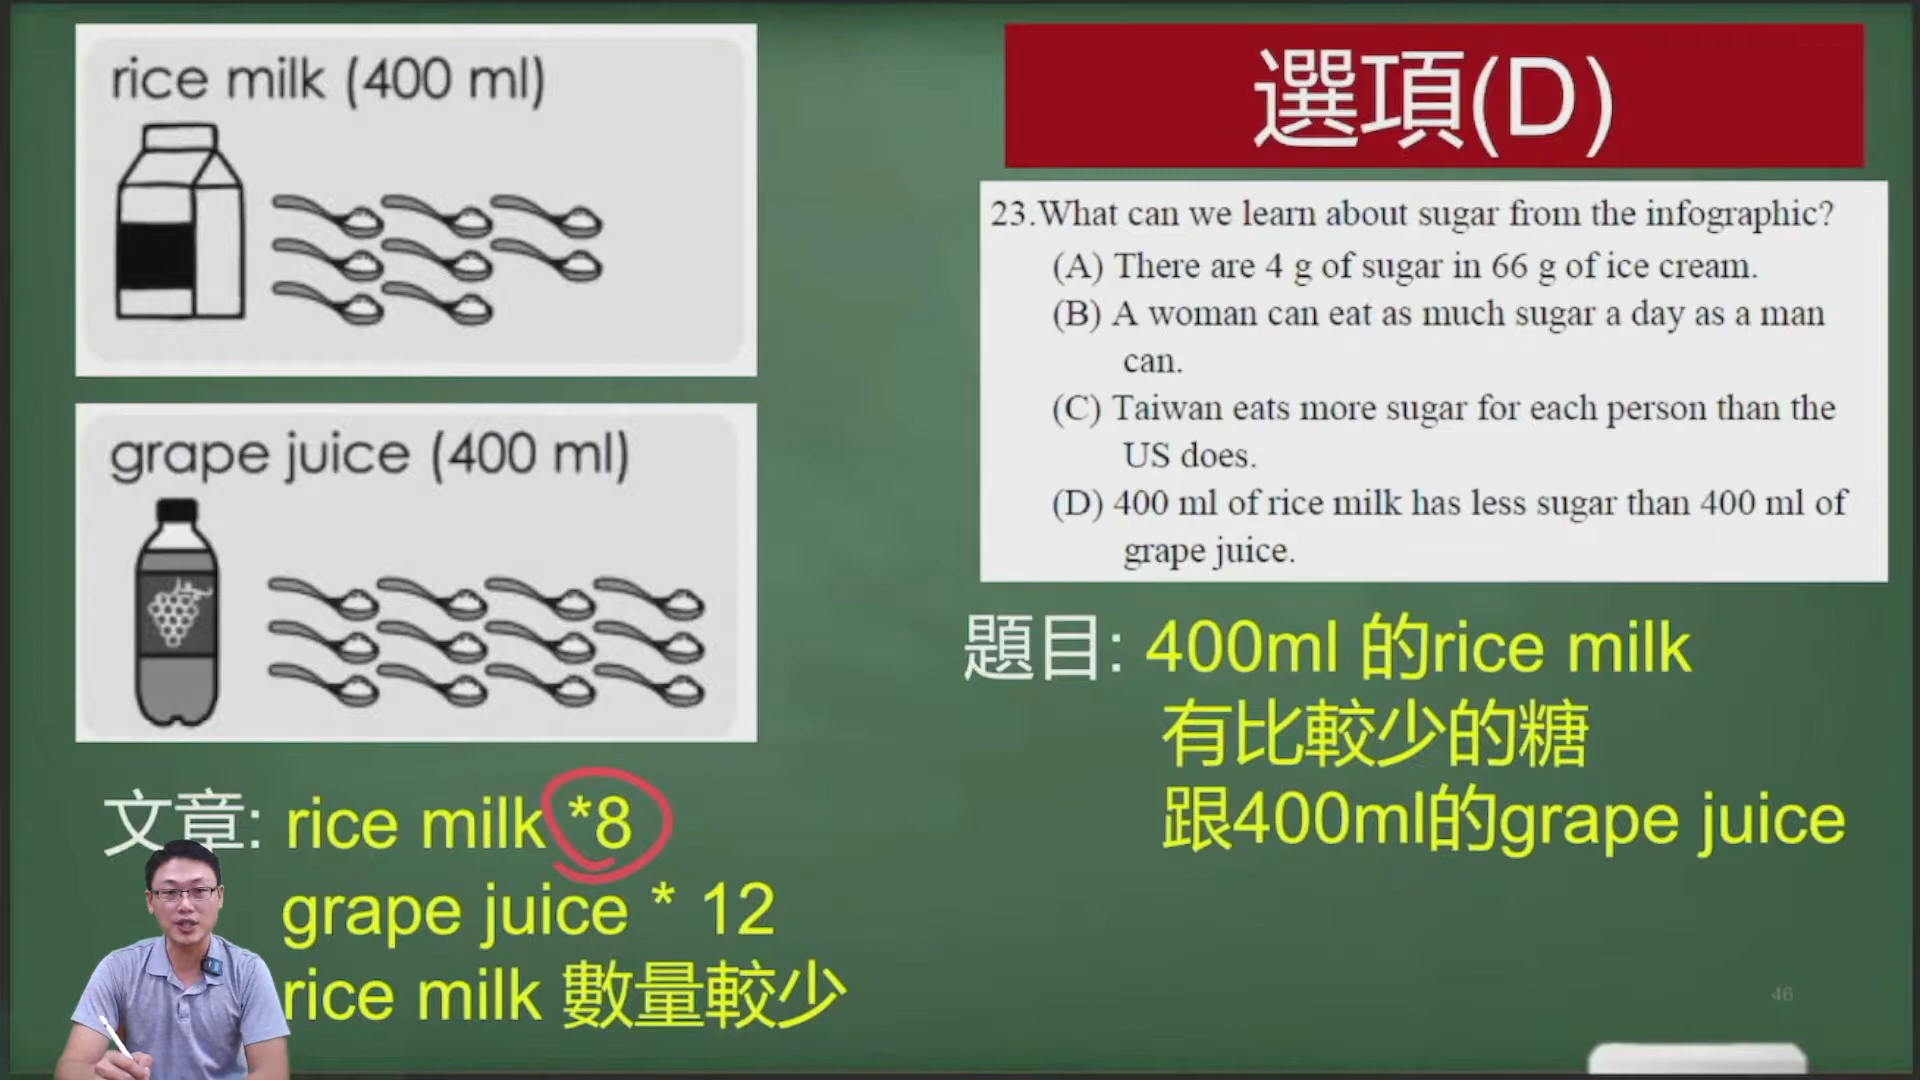 rice milk (400 ml)
grape juice (400 ml)
文章: rice milk *8
grape juice * 12
rice milk 數量較少
選項(D)
23.What can we learn about sugar from the infographic?
(A) There are 4 g of sugar in 66 g of ice cream.
(B) A woman can eat as much sugar a day as a man
can.
(C) Taiwan eats more sugar for each person than the
US does.
(D) 400 ml of rice milk has less sugar than 400 ml of
grape juice.
題目: 400ml 的rice milk
有比較少的糖
跟400ml的grape juice
46